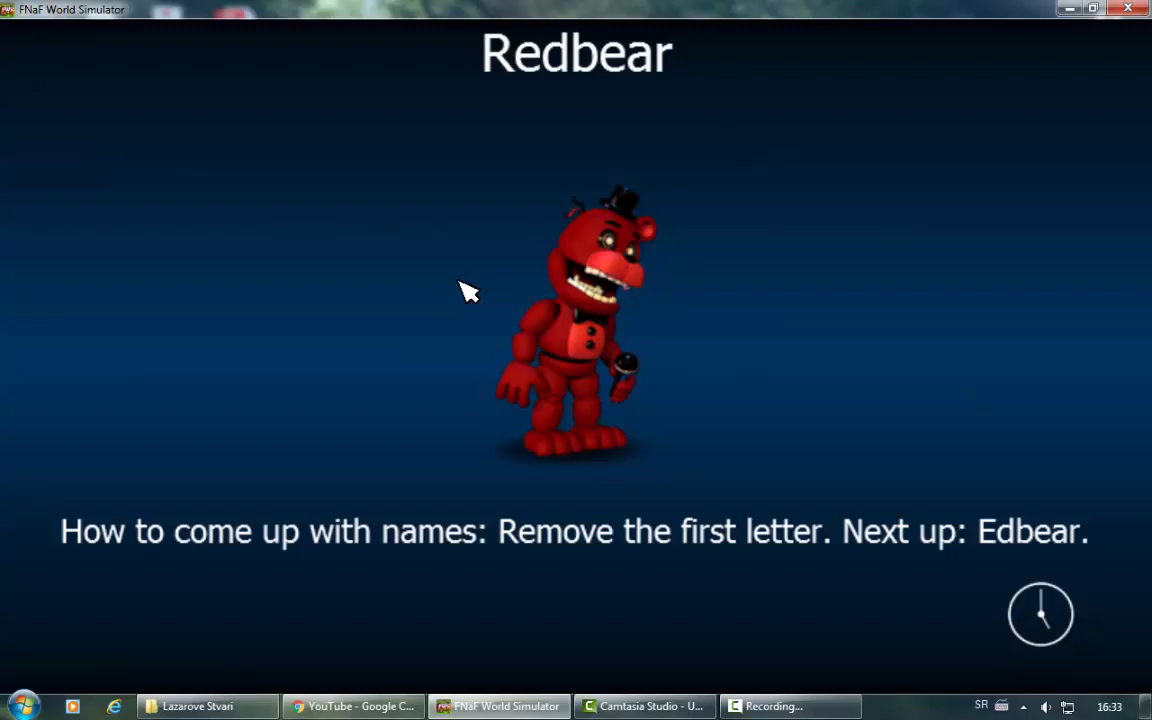 FNaF World Simulator
Redbear
How to come up with names: Remove the first letter. Next up: Edbear.
Lazarove Stvari
YouTube - Google C...
FNaF World Simulator
Camtasia Studio - U...
Recording...
SR
16:33